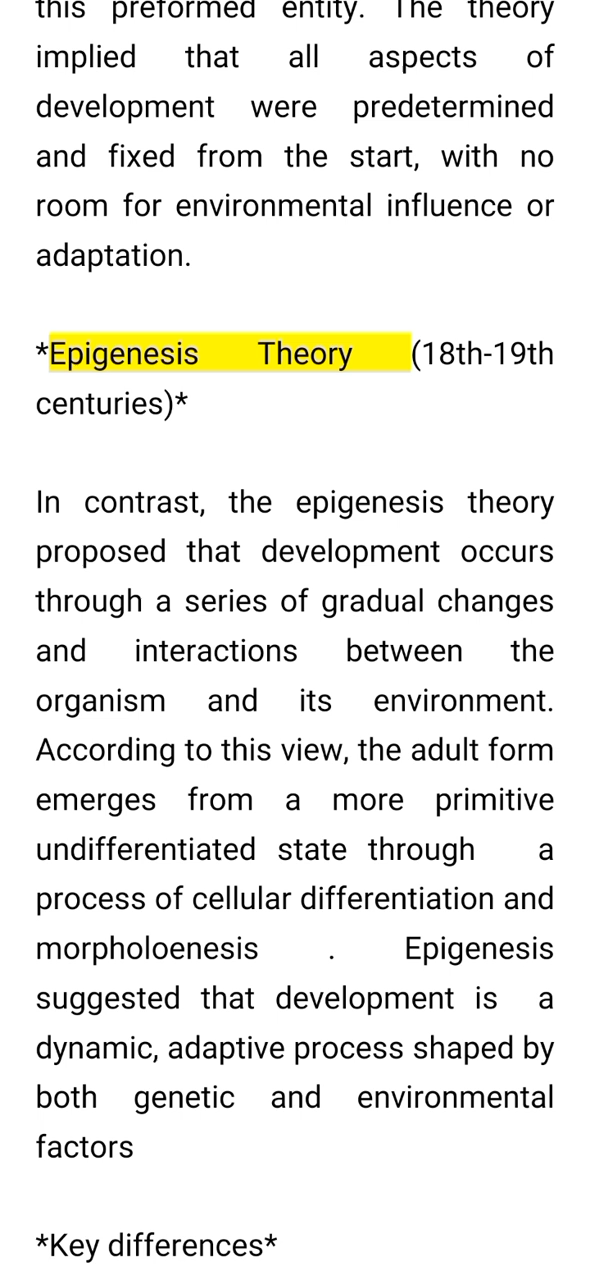 this preformed entity. The theory
implied that all aspects of
development were predetermined
and fixed from the start, with no
room for environmental influence or
adaptation.
*Epigenesis Theory (18th-19th
centuries)*
In contrast, the epigenesis theory
proposed that development occurs
through a series of gradual changes
and interactions between the
organism and its environment.
According to this view, the adult form
emerges from a more primitive
undifferentiated state through a
process of cellular differentiation and
morpholoenesis . Epigenesis
suggested that development is a
dynamic, adaptive process shaped by
both genetic and environmental
factors
*Key differences*